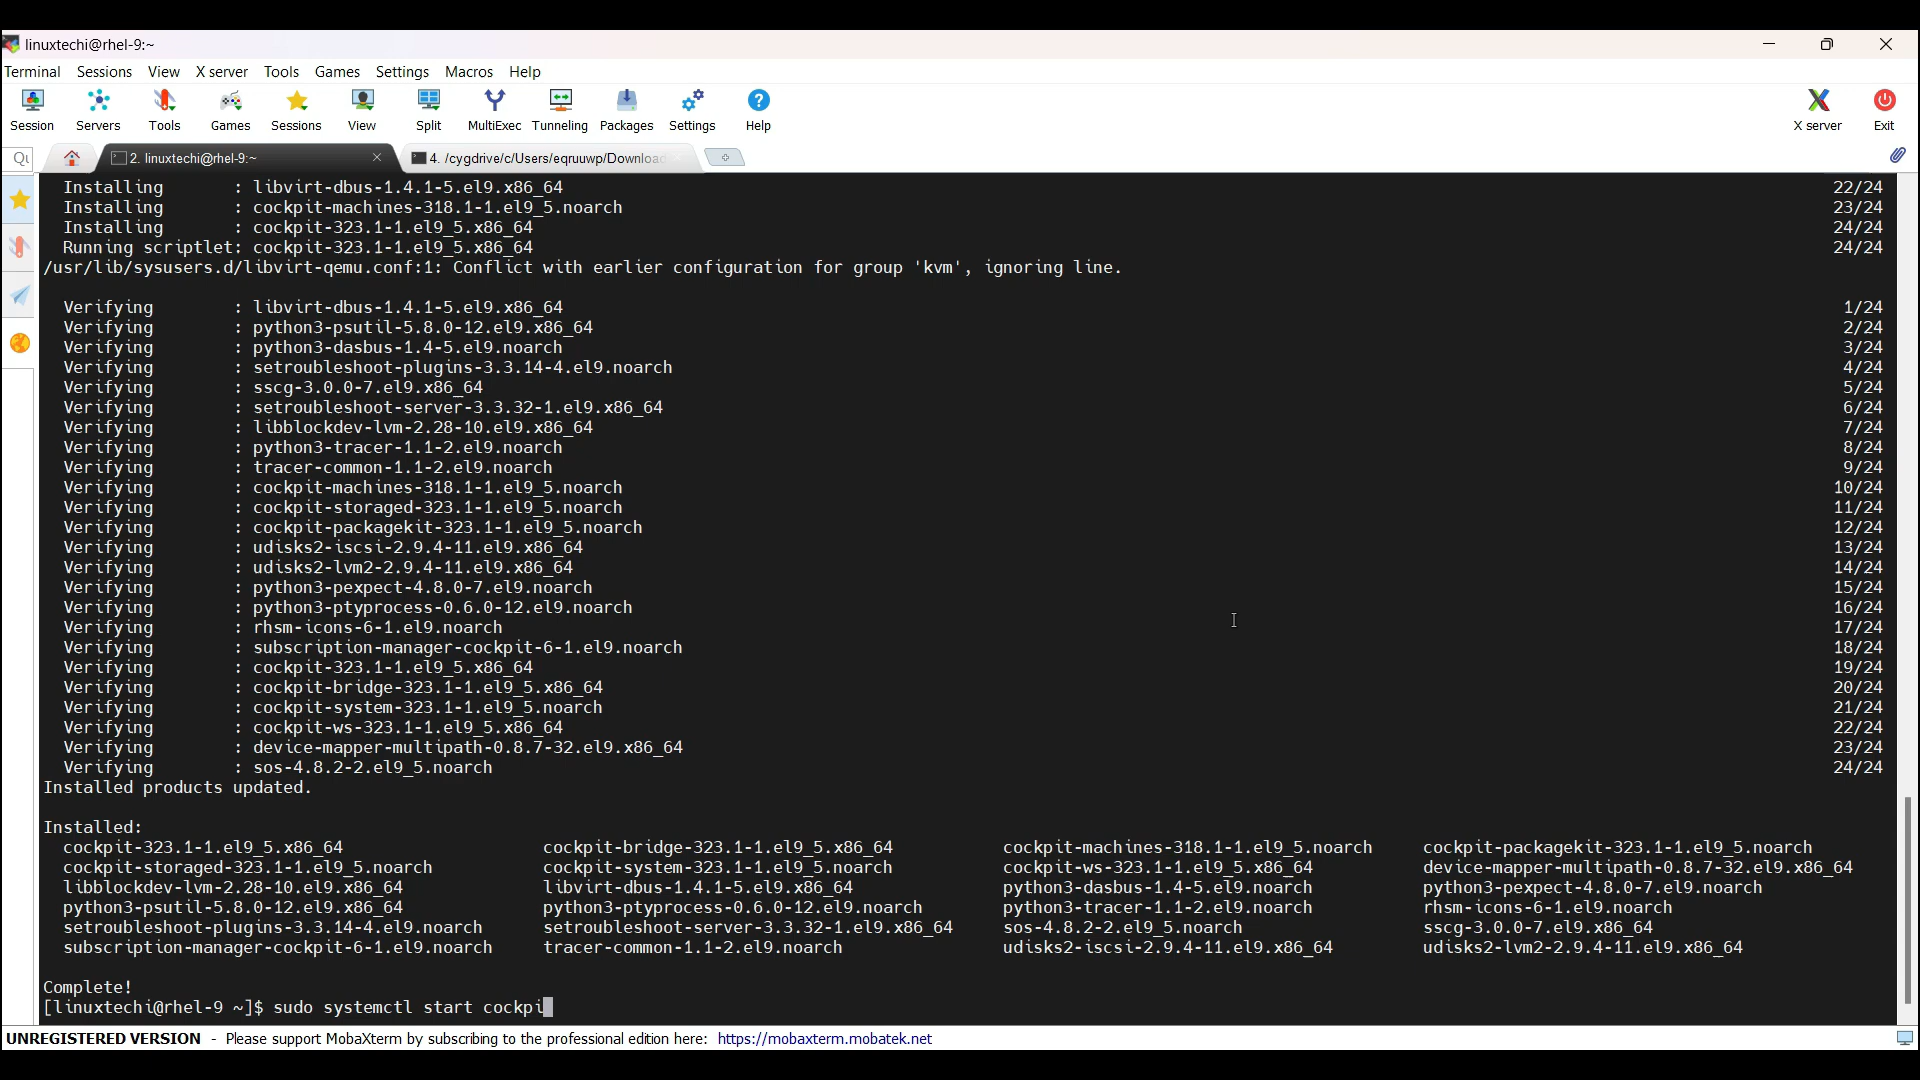 linuxtechi@rhel-9:~
Terminal Sessions View X server Tools Games Settings Macros Help
Session Servers Tools Games Sessions View Split MultiExec Tunneling Packages Settings Help X server Exit
2. linuxtechi@rhel-9:~ 4. /cygdrive/c/Users/eqruuwp/Downloa
Installing : libvirt-dbus-1.4.1-5.el9.x86_64 22/24
Installing : cockpit-machines-318.1-1.el9_5.noarch 23/24
Installing : cockpit-323.1-1.el9_5.x86_64 24/24
Running scriptlet: cockpit-323.1-1.el9_5.x86_64 24/24
/usr/lib/sysusers.d/libvirt-qemu.conf:1: Conflict with earlier configuration for group 'kvm', ignoring line.
Verifying : libvirt-dbus-1.4.1-5.el9.x86_64 1/24
Verifying : python3-psutil-5.8.0-12.el9.x86_64 2/24
Verifying : python3-dasbus-1.4-5.el9.noarch 3/24
Verifying : setroubleshoot-plugins-3.3.14-4.el9.noarch 4/24
Verifying : sscg-3.0.0-7.el9.x86_64 5/24
Verifying : setroubleshoot-server-3.3.32-1.el9.x86_64 6/24
Verifying : libblockdev-lvm-2.28-10.el9.x86_64 7/24
Verifying : python3-tracer-1.1-2.el9.noarch 8/24
Verifying : tracer-common-1.1-2.el9.noarch 9/24
Verifying : cockpit-machines-318.1-1.el9_5.noarch 10/24
Verifying : cockpit-storaged-323.1-1.el9_5.noarch 11/24
Verifying : cockpit-packagekit-323.1-1.el9_5.noarch 12/24
Verifying : udisks2-iscsi-2.9.4-11.el9.x86_64 13/24
Verifying : udisks2-lvm2-2.9.4-11.el9.x86_64 14/24
Verifying : python3-pexpect-4.8.0-7.el9.noarch 15/24
Verifying : python3-ptyprocess-0.6.0-12.el9.noarch 16/24
Verifying : rhsm-icons-6-1.el9.noarch 17/24
Verifying : subscription-manager-cockpit-6-1.el9.noarch 18/24
Verifying : cockpit-323.1-1.el9_5.x86_64 19/24
Verifying : cockpit-bridge-323.1-1.el9_5.x86_64 20/24
Verifying : cockpit-system-323.1-1.el9_5.noarch 21/24
Verifying : cockpit-ws-323.1-1.el9_5.x86_64 22/24
Verifying : device-mapper-multipath-0.8.7-32.el9.x86_64 23/24
Verifying : sos-4.8.2-2.el9_5.noarch 24/24
Installed products updated.
Installed:
cockpit-323.1-1.el9_5.x86_64 cockpit-bridge-323.1-1.el9_5.x86_64 cockpit-machines-318.1-1.el9_5.noarch cockpit-packagekit-323.1-1.el9_5.noarch
cockpit-storaged-323.1-1.el9_5.noarch cockpit-system-323.1-1.el9_5.noarch cockpit-ws-323.1-1.el9_5.x86_64 device-mapper-multipath-0.8.7-32.el9.x86_64
libblockdev-lvm-2.28-10.el9.x86_64 libvirt-dbus-1.4.1-5.el9.x86_64 python3-dasbus-1.4-5.el9.noarch python3-pexpect-4.8.0-7.el9.noarch
python3-psutil-5.8.0-12.el9.x86_64 python3-ptyprocess-0.6.0-12.el9.noarch python3-tracer-1.1-2.el9.noarch rhsm-icons-6-1.el9.noarch
setroubleshoot-plugins-3.3.14-4.el9.noarch setroubleshoot-server-3.3.32-1.el9.x86_64 sos-4.8.2-2.el9_5.noarch sscg-3.0.0-7.el9.x86_64
subscription-manager-cockpit-6-1.el9.noarch tracer-common-1.1-2.el9.noarch udisks2-iscsi-2.9.4-11.el9.x86_64 udisks2-lvm2-2.9.4-11.el9.x86_64
Complete!
[linuxtechi@rhel-9 ~]$ sudo systemctl start cockpi
UNREGISTERED VERSION - Please support MobaXterm by subscribing to the professional edition here: https://mobaxterm.mobatek.net